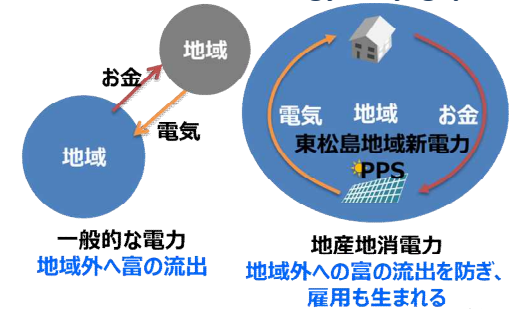 地域
お金
電気
地域
一般的な電力
地域外へ富の流出
電気
地域
お金
東松島地域新電力
PPS
地産地消電力
地域外への富の流出を防ぎ、
雇用も生まれる